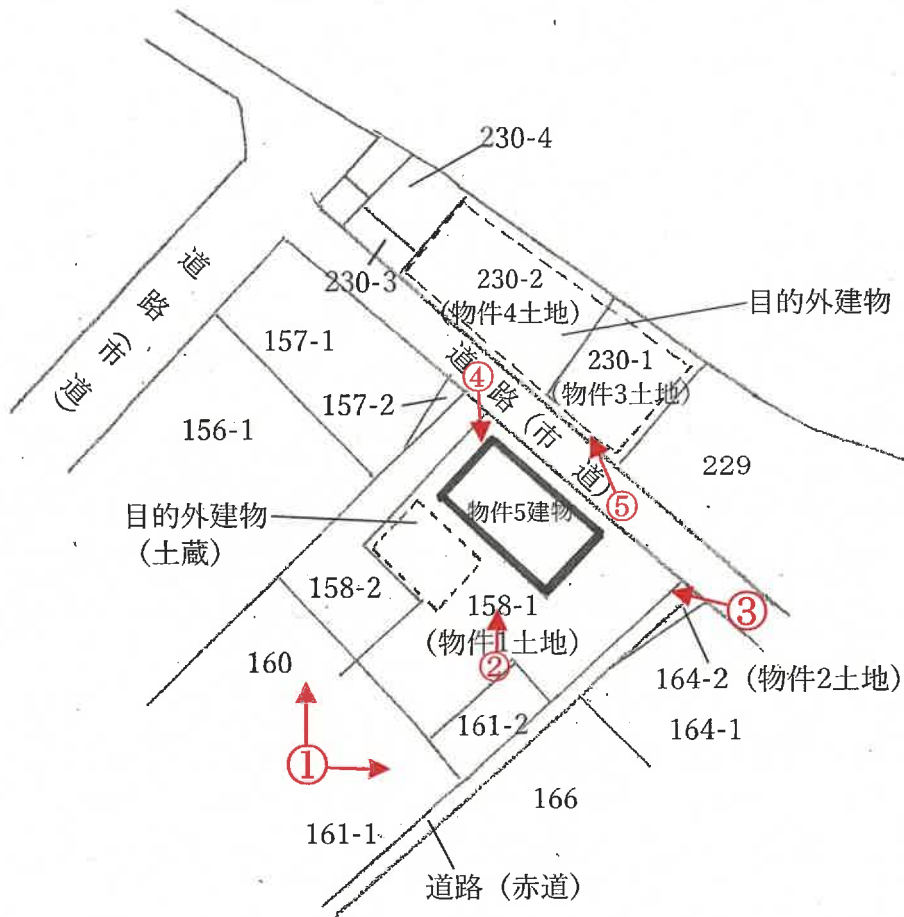 230-4
道路(市道)
230-3
230-2
(物件4土地)
目的外建物
157-1
④
道路(市道)
230-1
(物件3土地)
157-2
156-1
229
⑤
物件5建物
目的外建物
(土蔵)
158-2
158-1
(物件1土地)
③
160
②
164-2 (物件2土地)
161-2
164-1
①
166
161-1
道路 (赤道)